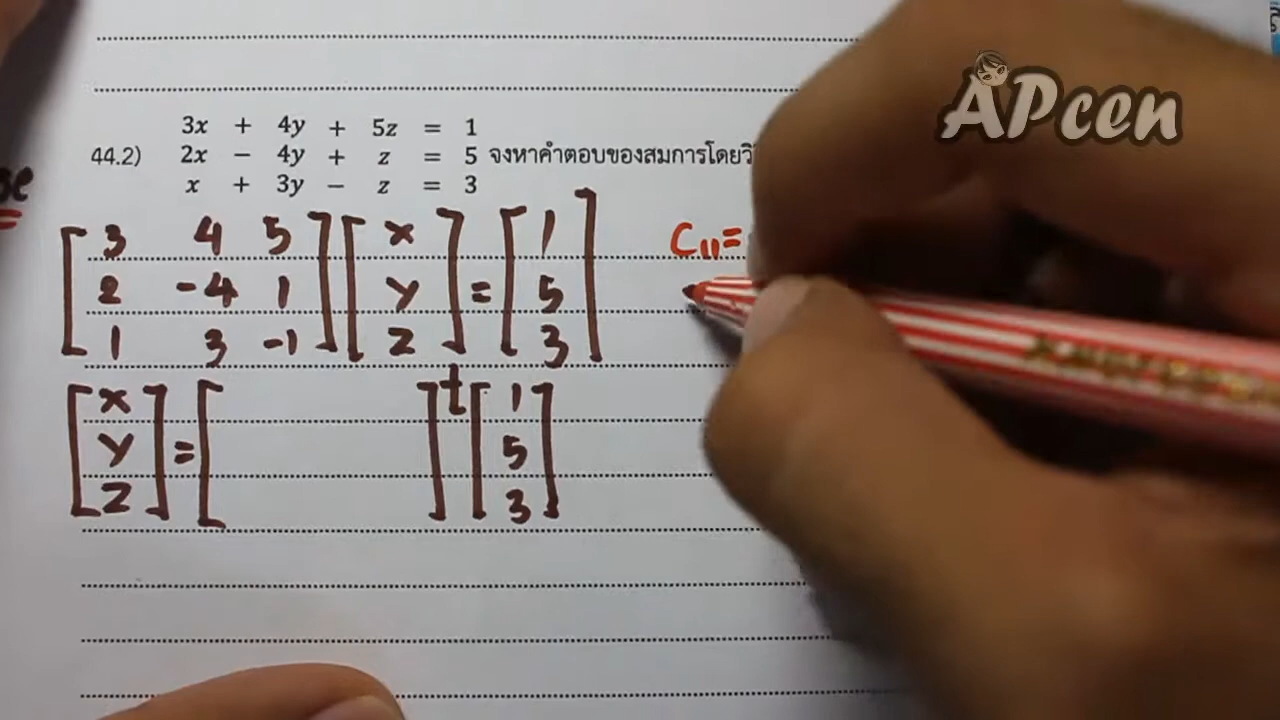 APcen
3x + 4y + 5z = 1
44.2) 2x − 4y + z = 5 จงหาคำตอบของสมการโดยวิ
x + 3y − z = 3
3 4 5 x 1 C₁₁=
2 -4 1 y = 5
1 3 -1 z 3
x t 1
y = 5
z 3